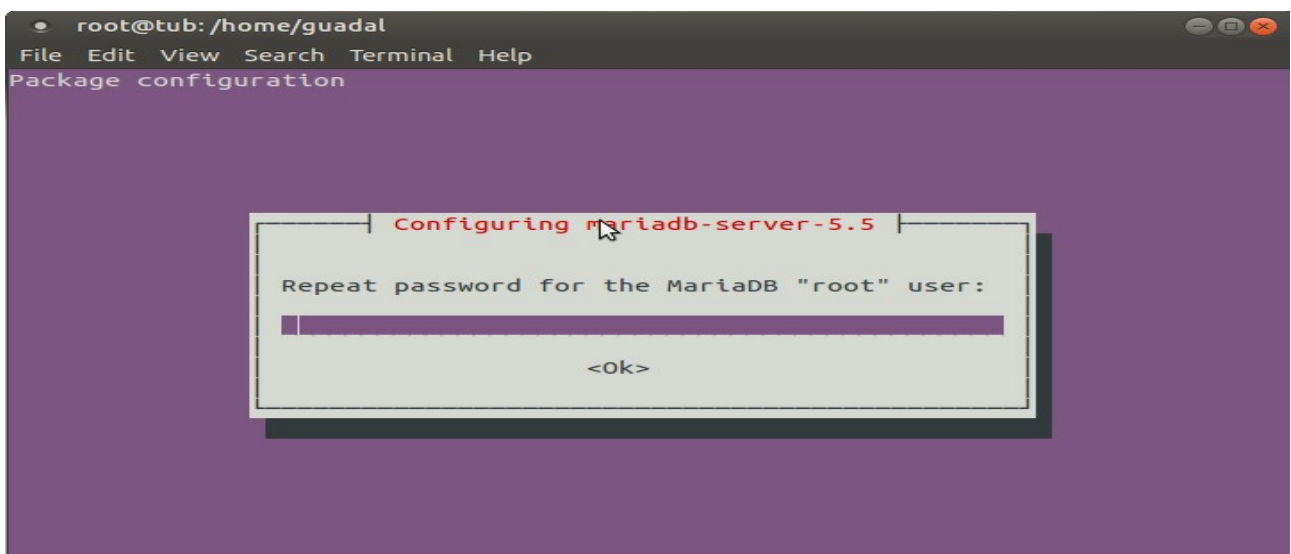 root@tub: /home/guadal
File Edit View Search Terminal Help
Package configuration
Configuring mariadb-server-5.5
Repeat password for the MariaDB "root" user:
<Ok>